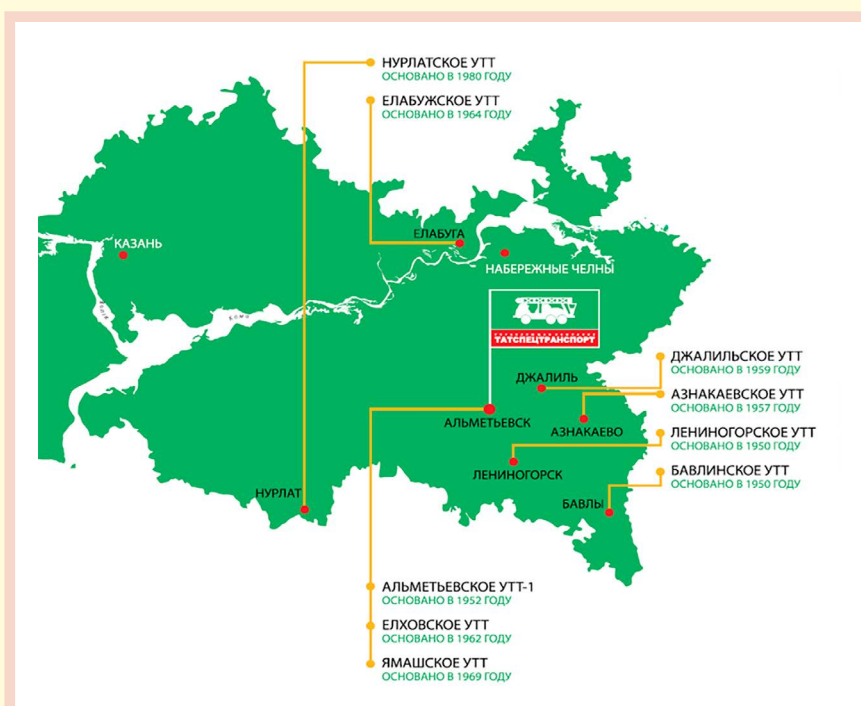 НУРЛАТСКОЕ УТТ
ОСНОВАНО В 1980 ГОДУ
ЕЛАБУЖСКОЕ УТТ
ОСНОВАНО В 1964 ГОДУ
ЕЛАБУГА
КАЗАНЬ
НАБЕРЕЖНЫЕ ЧЕЛНЫ
ТАТСПЕЦТРАНСПОРТ
ДЖАЛИЛЬСКОЕ УТТ
ОСНОВАНО В 1959 ГОДУ
ДЖАЛИЛЬ
АЗНАКАЕВСКОЕ УТТ
ОСНОВАНО В 1957 ГОДУ
АЛЬМЕТЬЕВСК
АЗНАКАЕВО
ЛЕНИНОГОРСКОЕ УТТ
ОСНОВАНО В 1950 ГОДУ
ЛЕНИНОГОРСК
БАВЛИНСКОЕ УТТ
ОСНОВАНО В 1950 ГОДУ
НУРЛАТ
БАВЛЫ
АЛЬМЕТЬЕВСКОЕ УТТ-1
ОСНОВАНО В 1952 ГОДУ
ЕЛХОВСКОЕ УТТ
ОСНОВАНО В 1962 ГОДУ
ЯМАШСКОЕ УТТ
ОСНОВАНО В 1969 ГОДУ